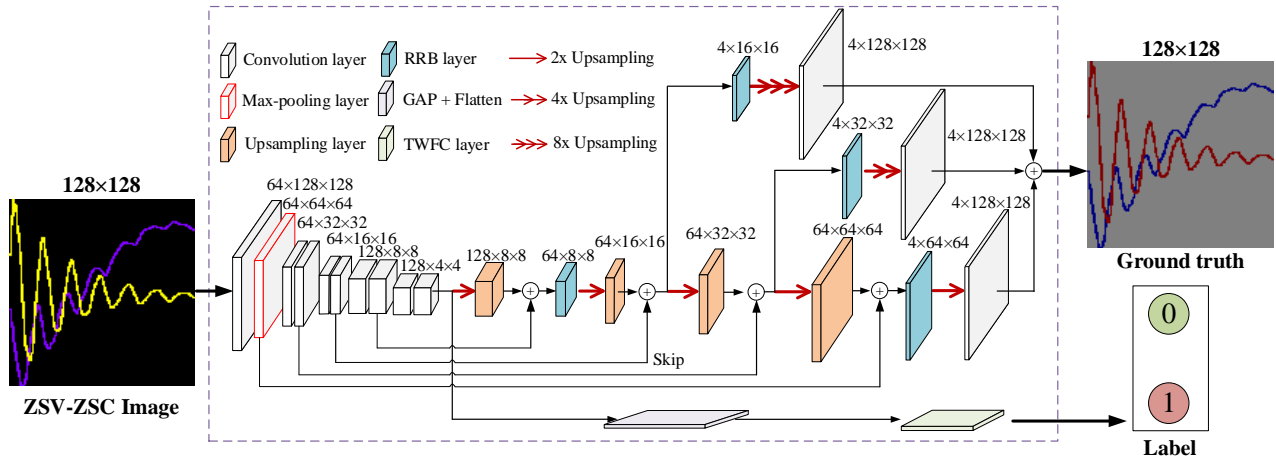 128×128
ZSV-ZSC Image
Convolution layer
Max-pooling layer
Upsampling layer
RRB layer
GAP + Flatten
TWFC layer
2x Upsampling
4x Upsampling
8x Upsampling
64×128×128
64×64×64
64×32×32
64×16×16
128×8×8
128×4×4
128×8×8
64×8×8
64×16×16
64×32×32
64×64×64
4×64×64
4×128×128
4×16×16
4×128×128
4×32×32
4×128×128
Skip
128×128
Ground truth
0
1
Label